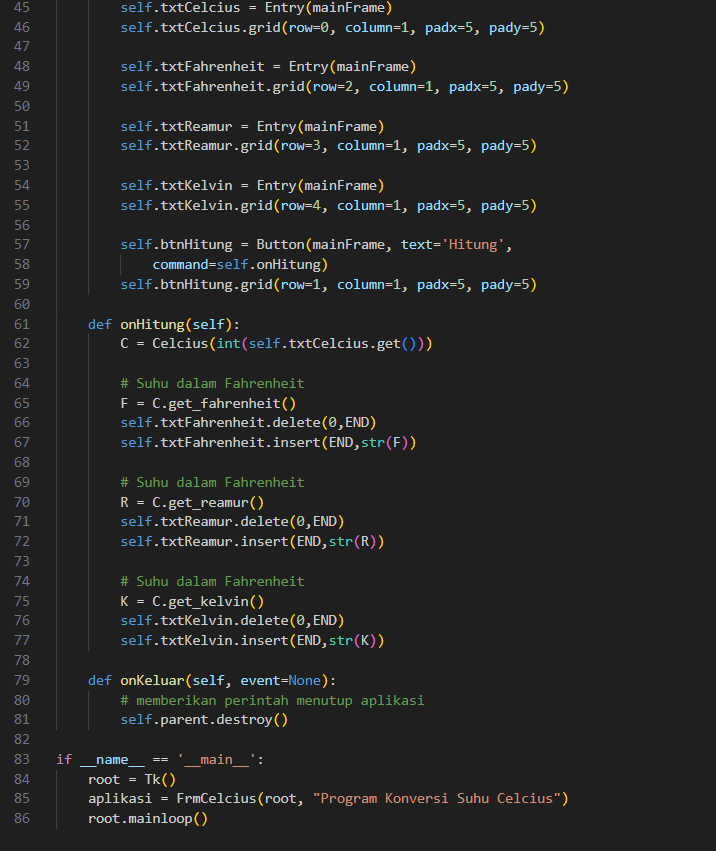 45 self.txtCelcius = Entry(mainFrame)
46 self.txtCelcius.grid(row=0, column=1, padx=5, pady=5)
47
48 self.txtFahrenheit = Entry(mainFrame)
49 self.txtFahrenheit.grid(row=2, column=1, padx=5, pady=5)
50
51 self.txtReamur = Entry(mainFrame)
52 self.txtReamur.grid(row=3, column=1, padx=5, pady=5)
53
54 self.txtKelvin = Entry(mainFrame)
55 self.txtKelvin.grid(row=4, column=1, padx=5, pady=5)
56
57 self.btnHitung = Button(mainFrame, text='Hitung',
58 command=self.onHitung)
59 self.btnHitung.grid(row=1, column=1, padx=5, pady=5)
60
61 def onHitung(self):
62 C = Celcius(int(self.txtCelcius.get()))
63
64 # Suhu dalam Fahrenheit
65 F = C.get_fahrenheit()
66 self.txtFahrenheit.delete(0,END)
67 self.txtFahrenheit.insert(END,str(F))
68
69 # Suhu dalam Fahrenheit
70 R = C.get_reamur()
71 self.txtReamur.delete(0,END)
72 self.txtReamur.insert(END,str(R))
73
74 # Suhu dalam Fahrenheit
75 K = C.get_kelvin()
76 self.txtKelvin.delete(0,END)
77 self.txtKelvin.insert(END,str(K))
78
79 def onKeluar(self, event=None):
80 # memberikan perintah menutup aplikasi
81 self.parent.destroy()
82
83 if __name__ == '__main__':
84 root = Tk()
85 aplikasi = FrmCelcius(root, "Program Konversi Suhu Celcius")
86 root.mainloop()